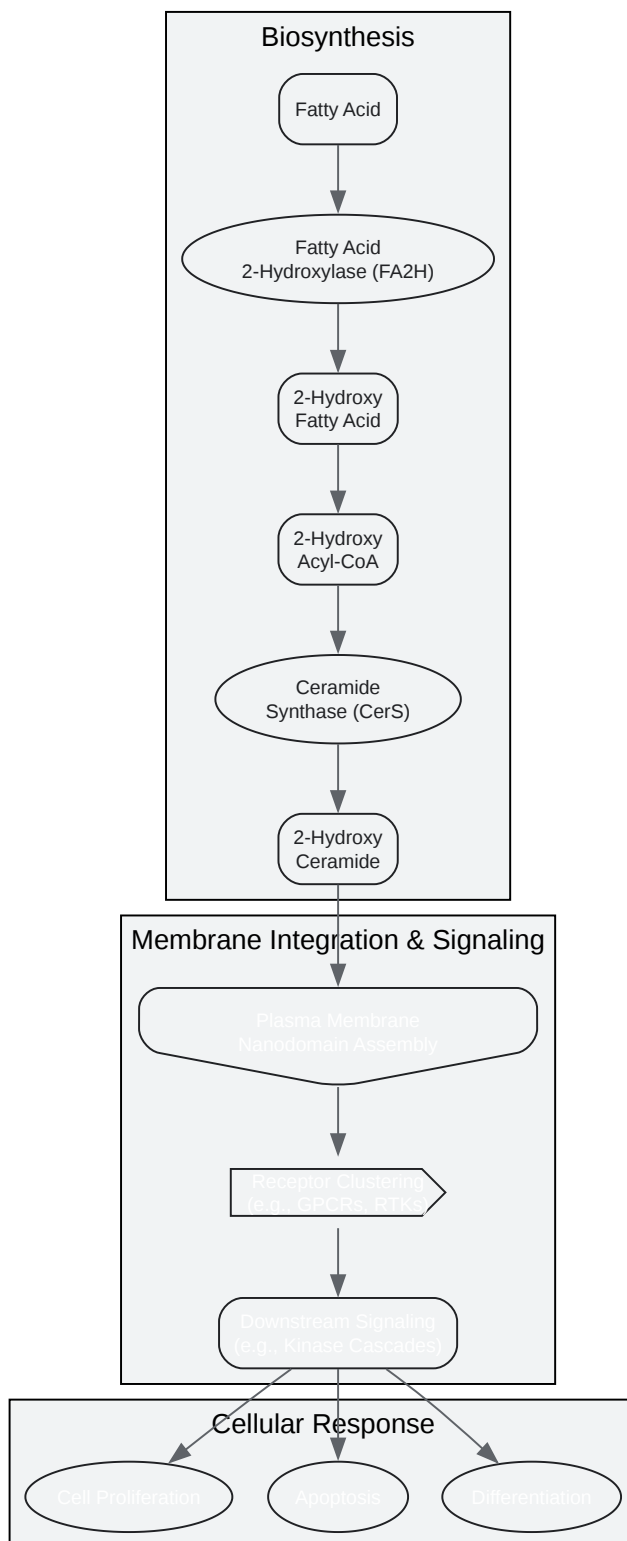 Biosynthesis
Fatty Acid
Fatty Acid
2-Hydroxylase (FA2H)
2-Hydroxy
Fatty Acid
2-Hydroxy
Acyl-CoA
Ceramide
Synthase (CerS)
2-Hydroxy
Ceramide
Membrane Integration & Signaling
Plasma Membrane
Nanodomain Assembly
Receptor Clustering
(e.g., GPCRs, RTKs)
Downstream Signaling
(e.g., Kinase Cascades)
Cellular Response
Cell Proliferation
Apoptosis
Differentiation